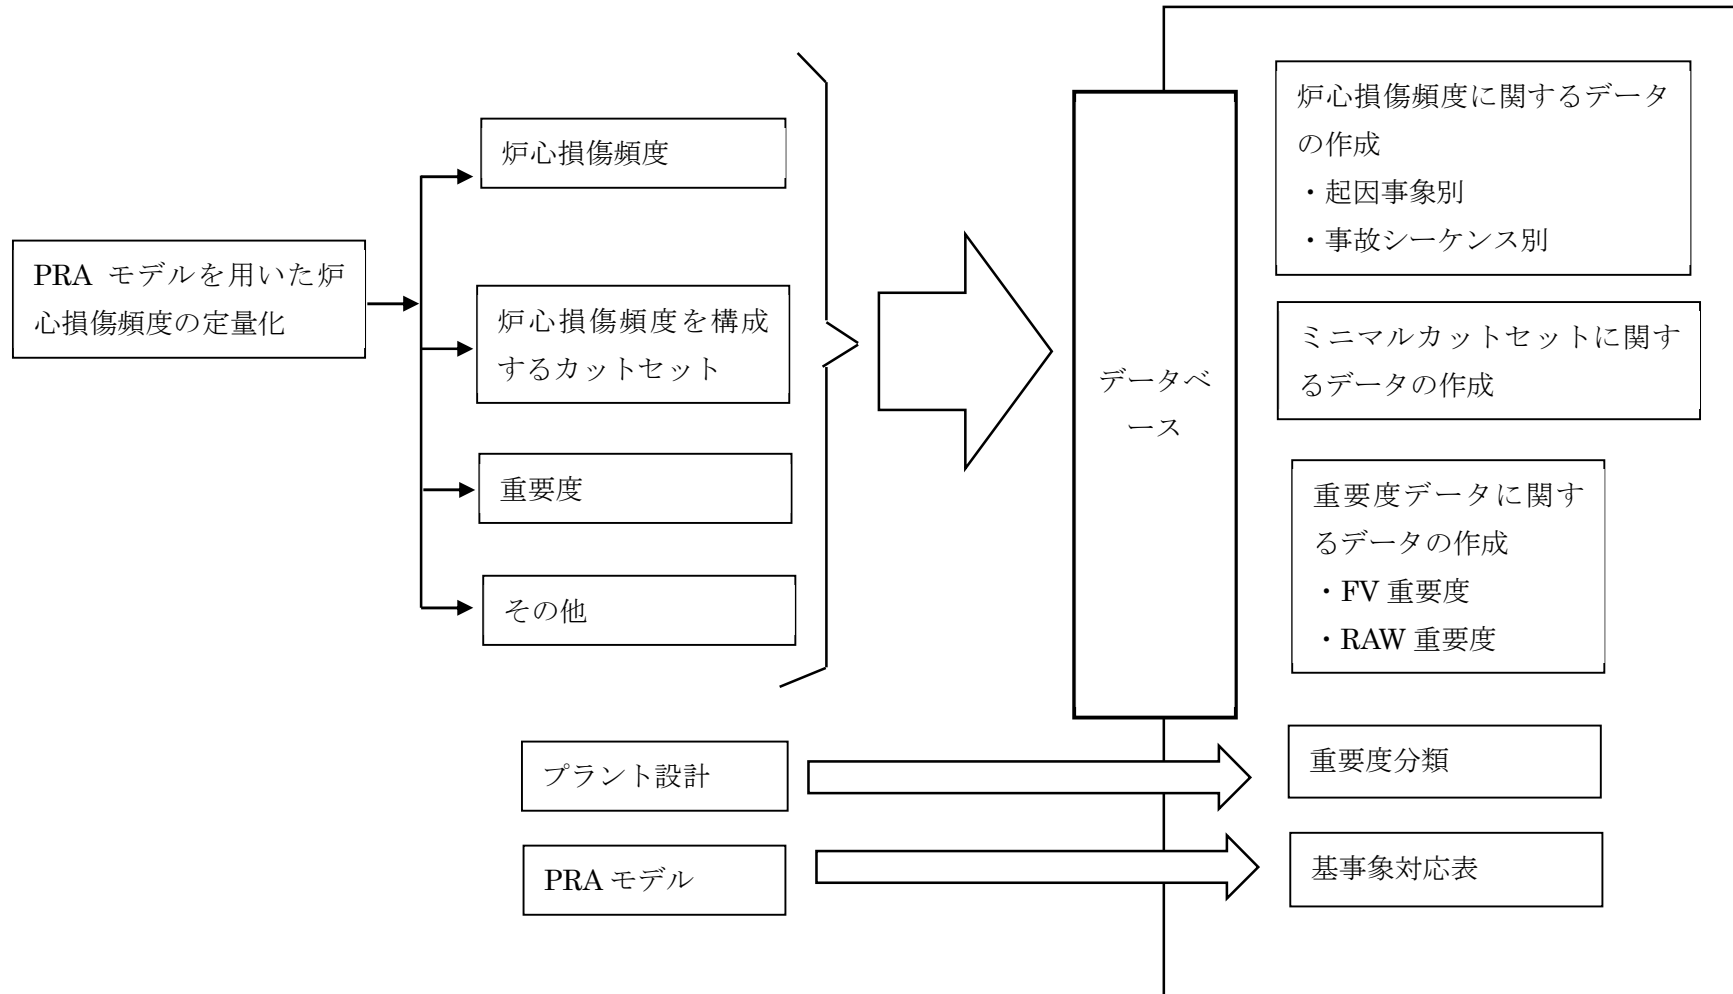 PRA モデルを用いた炉
心損傷頻度の定量化
炉心損傷頻度
炉心損傷頻度を構成
するカットセット
重要度
その他
プラント設計
PRA モデル
データベ
ース
炉心損傷頻度に関するデータ
の作成
・起因事象別
・事故シーケンス別
ミニマルカットセットに関す
るデータの作成
重要度データに関す
るデータの作成
・FV 重要度
・RAW 重要度
重要度分類
基事象対応表